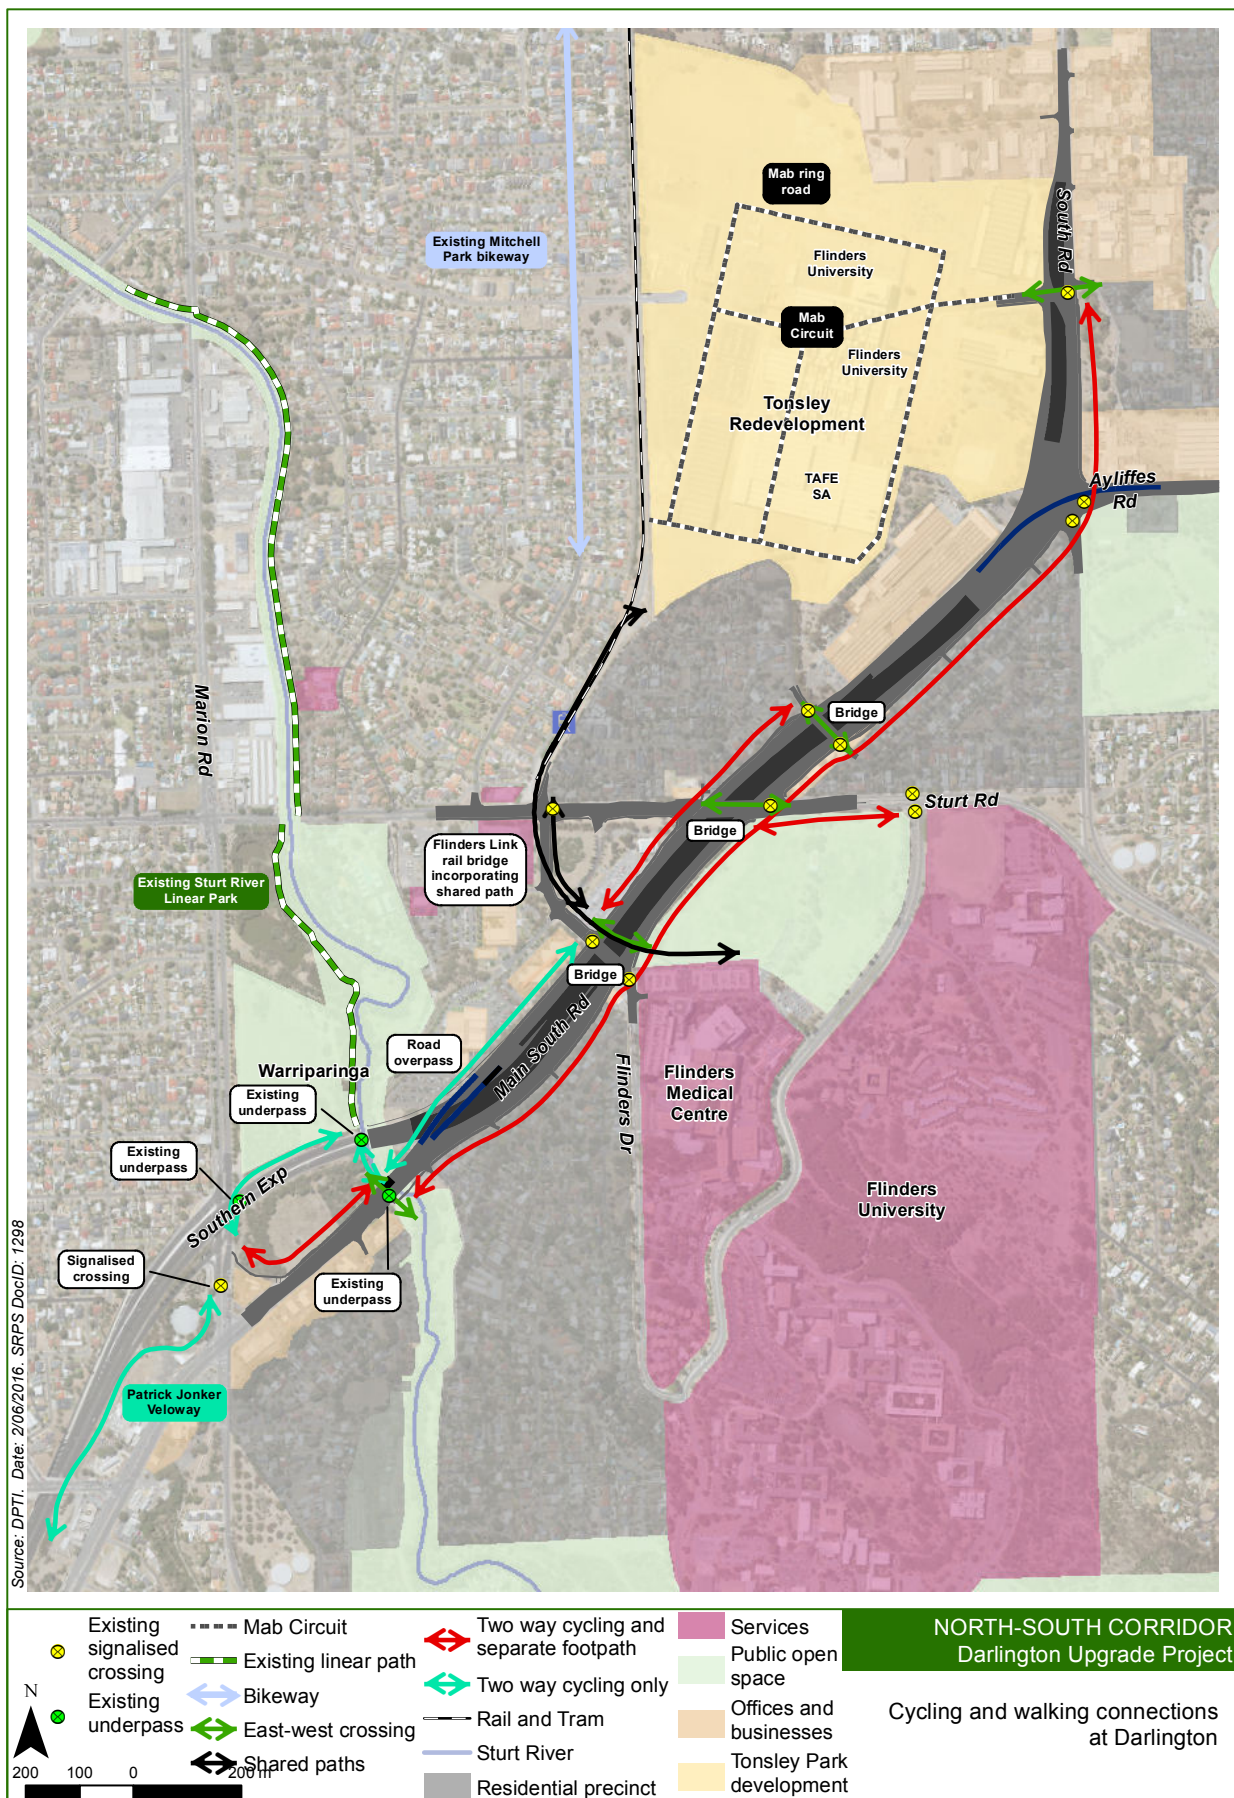 Mab ring
road
South Rd
Existing Mitchell
Park bikeway
Flinders
University
Mab
Circuit
Flinders
University
Tonsley
Redevelopment
TAFE
SA
Ayliffes
Rd
Marion Rd
Bridge
Sturt Rd
Bridge
Flinders Link
rail bridge
incorporating
shared path
Existing Sturt River
Linear Park
Bridge
Main South Rd
Road
overpass
Flinders Dr
Flinders
Medical
Centre
Warriparinga
Existing
underpass
Existing
underpass
Southern Exp
Flinders
University
Signalised
crossing
Existing
underpass
Patrick Jonker
Veloway
Source: DPTI. Date: 2/06/2016. SRPS DocID: 1298
Existing
signalised
crossing
Existing
underpass
N
200 100 0 200 m
Mab Circuit
Existing linear path
Bikeway
East-west crossing
Shared paths
Two way cycling and
separate footpath
Two way cycling only
Rail and Tram
Sturt River
Residential precinct
Services
Public open
space
Offices and
businesses
Tonsley Park
development
NORTH-SOUTH CORRIDOR
Darlington Upgrade Project
Cycling and walking connections
at Darlington